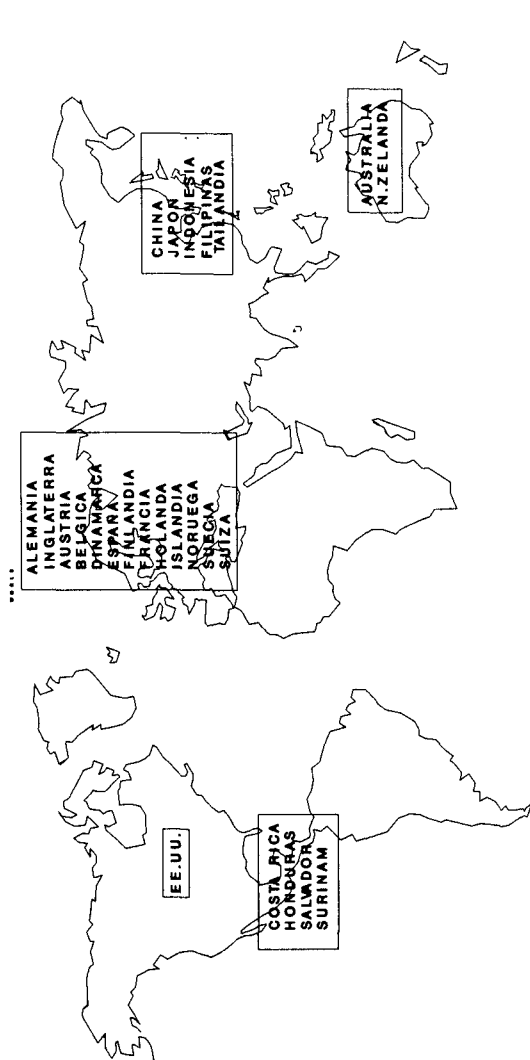 EE.UU.
COSTA RICA
HONDURAS
SALVADOR
SURINAM
ALEMANIA
INGLATERRA
AUSTRIA
BELGICA
DINAMARCA
ESPAÑA
FINLANDIA
FRANCIA
HOLANDA
ISLANDIA
NORUEGA
SUECIA
SUIZA
CHINA
JAPON
INDONESIA
FILIPINAS
TAILANDIA
AUSTRALIA
N.ZELANDA